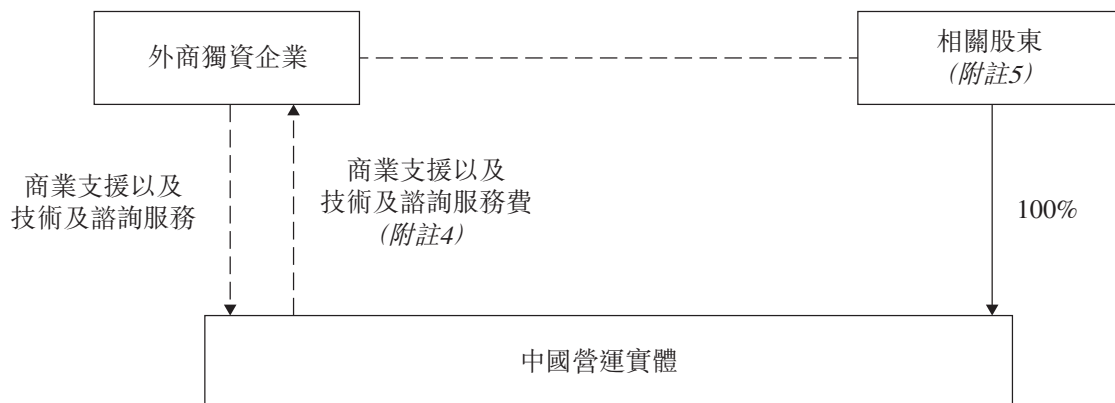 外商獨資企業
相關股東
（附註5）
商業支援以及
技術及諮詢服務
商業支援以及
技術及諮詢服務費
（附註4）
100%
中國營運實體